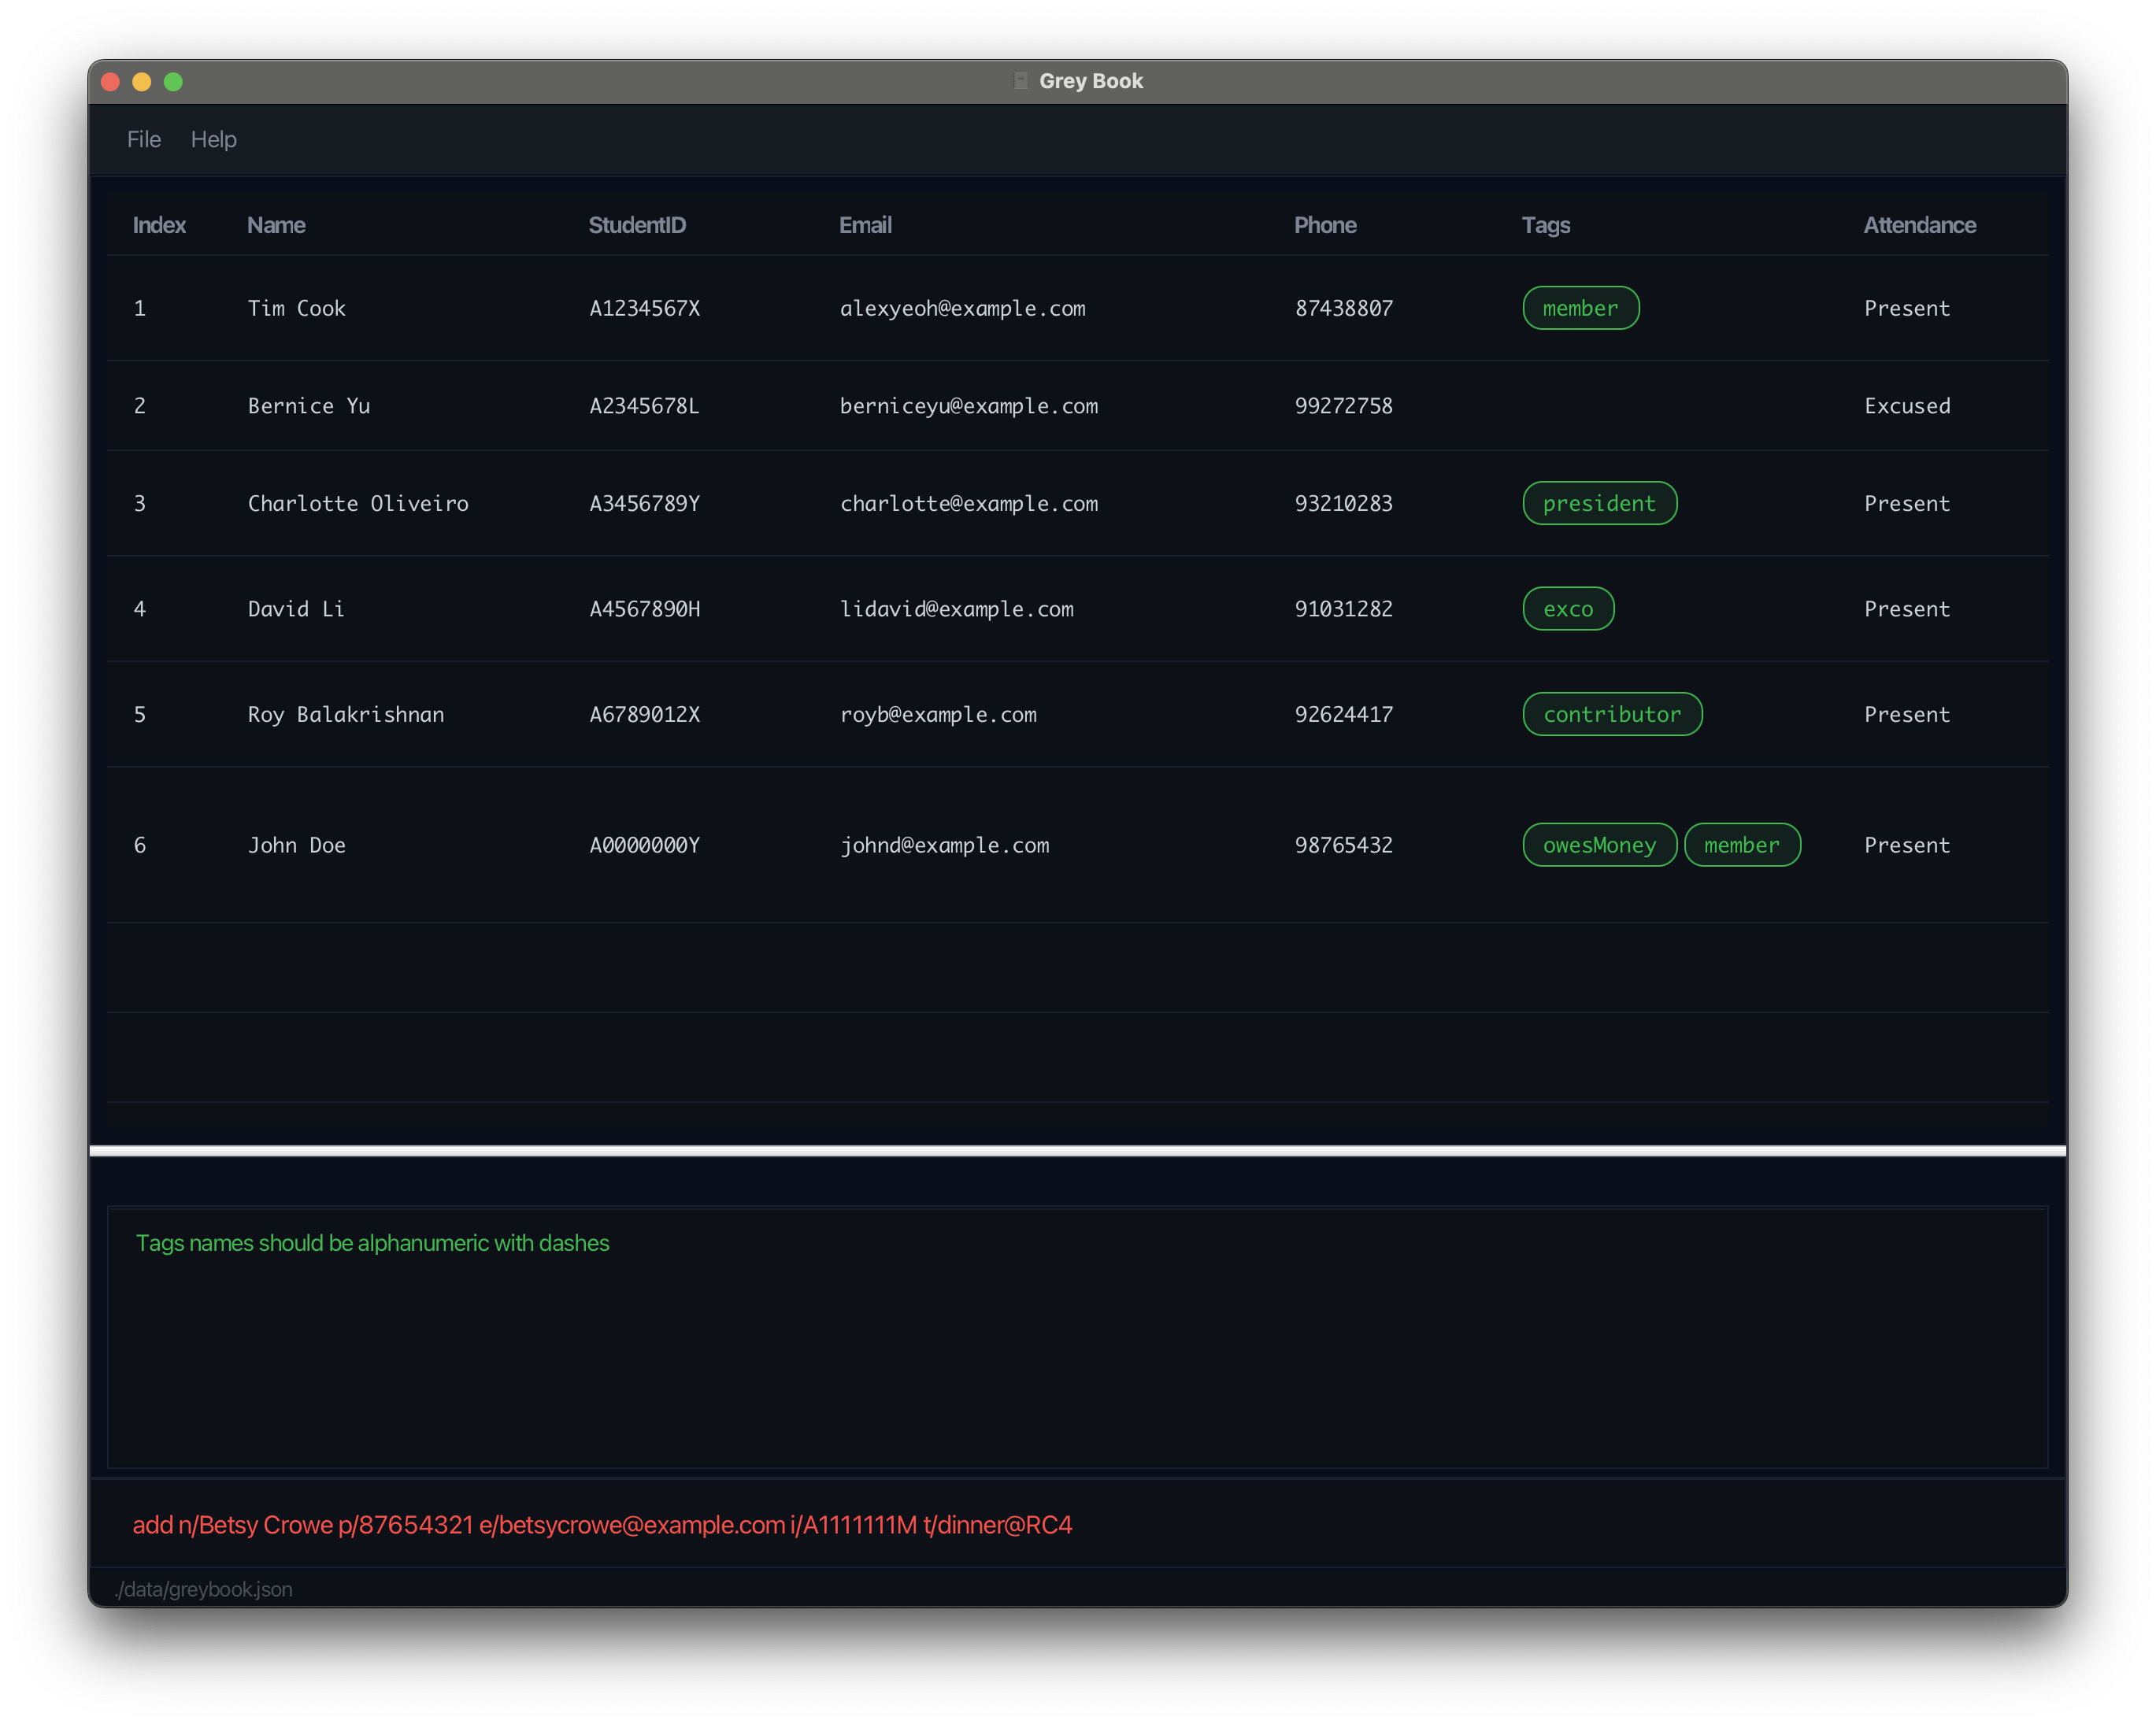 Grey Book
File Help
Index Name StudentID Email Phone Tags Attendance
1 Tim Cook A1234567X alexyeoh@example.com 87438807 member Present
2 Bernice Yu A2345678L berniceyu@example.com 99272758 Excused
3 Charlotte Oliveiro A3456789Y charlotte@example.com 93210283 president Present
4 David Li A4567890H lidavid@example.com 91031282 exco Present
5 Roy Balakrishnan A6789012X royb@example.com 92624417 contributor Present
6 John Doe A0000000Y johnd@example.com 98765432 owesMoney member Present
Tags names should be alphanumeric with dashes
add n/Betsy Crowe p/87654321 e/betsycrowe@example.com i/A1111111M t/dinner@RC4
./data/greybook.json